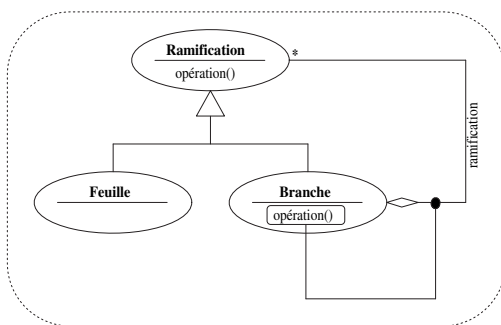 Ramification
*
opération()
ramification
Feuille
Branche
opération()